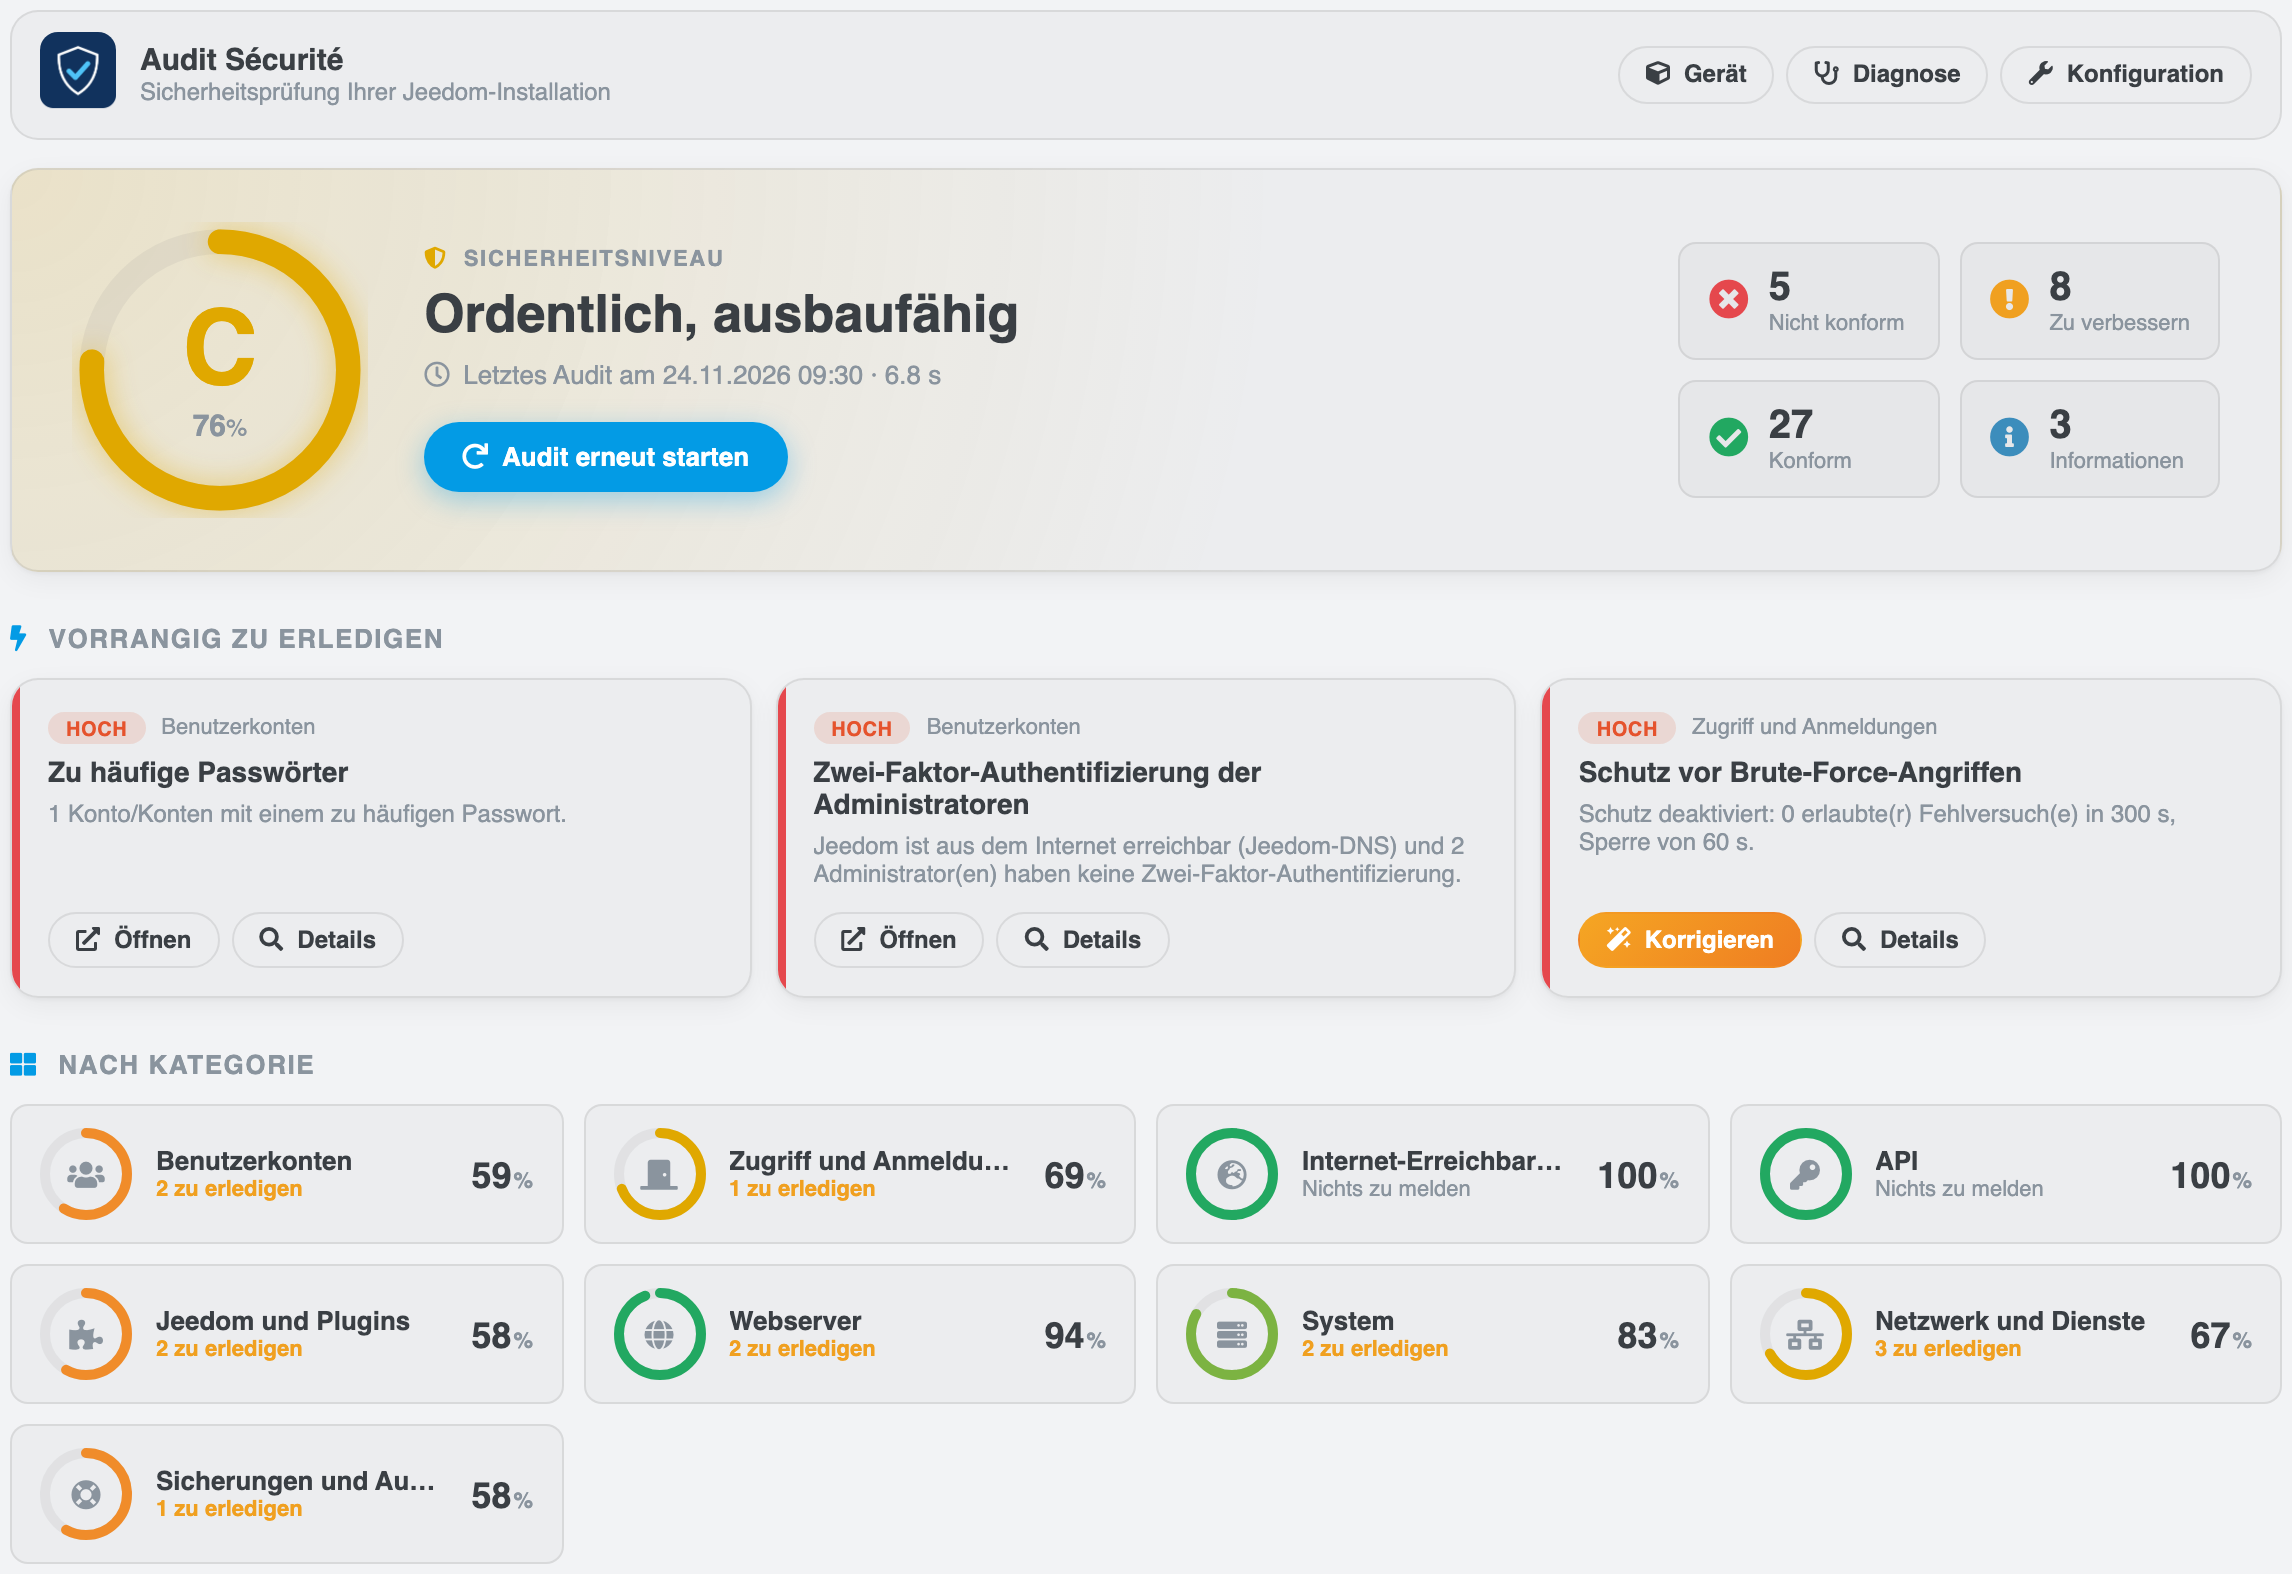 Audit Sécurité
Sicherheitsprüfung Ihrer Jeedom-Installation
Gerät
Diagnose
Konfiguration
C
76%
SICHERHEITSNIVEAU
Ordentlich, ausbaufähig
Letztes Audit am 24.11.2026 09:30 · 6.8 s
Audit erneut starten
5
Nicht konform
8
Zu verbessern
27
Konform
3
Informationen
VORRANGIG ZU ERLEDIGEN
HOCH Benutzerkonten
Zu häufige Passwörter
1 Konto/Konten mit einem zu häufigen Passwort.
Öffnen
Details
HOCH Benutzerkonten
Zwei-Faktor-Authentifizierung der
Administratoren
Jeedom ist aus dem Internet erreichbar (Jeedom-DNS) und 2
Administrator(en) haben keine Zwei-Faktor-Authentifizierung.
Öffnen
Details
HOCH Zugriff und Anmeldungen
Schutz vor Brute-Force-Angriffen
Schutz deaktiviert: 0 erlaubte(r) Fehlversuch(e) in 300 s,
Sperre von 60 s.
Korrigieren
Details
NACH KATEGORIE
Benutzerkonten
2 zu erledigen
59%
Zugriff und Anmeldu...
1 zu erledigen
69%
Internet-Erreichbar...
Nichts zu melden
100%
API
Nichts zu melden
100%
Jeedom und Plugins
2 zu erledigen
58%
Webserver
2 zu erledigen
94%
System
2 zu erledigen
83%
Netzwerk und Dienste
3 zu erledigen
67%
Sicherungen und Au...
1 zu erledigen
58%